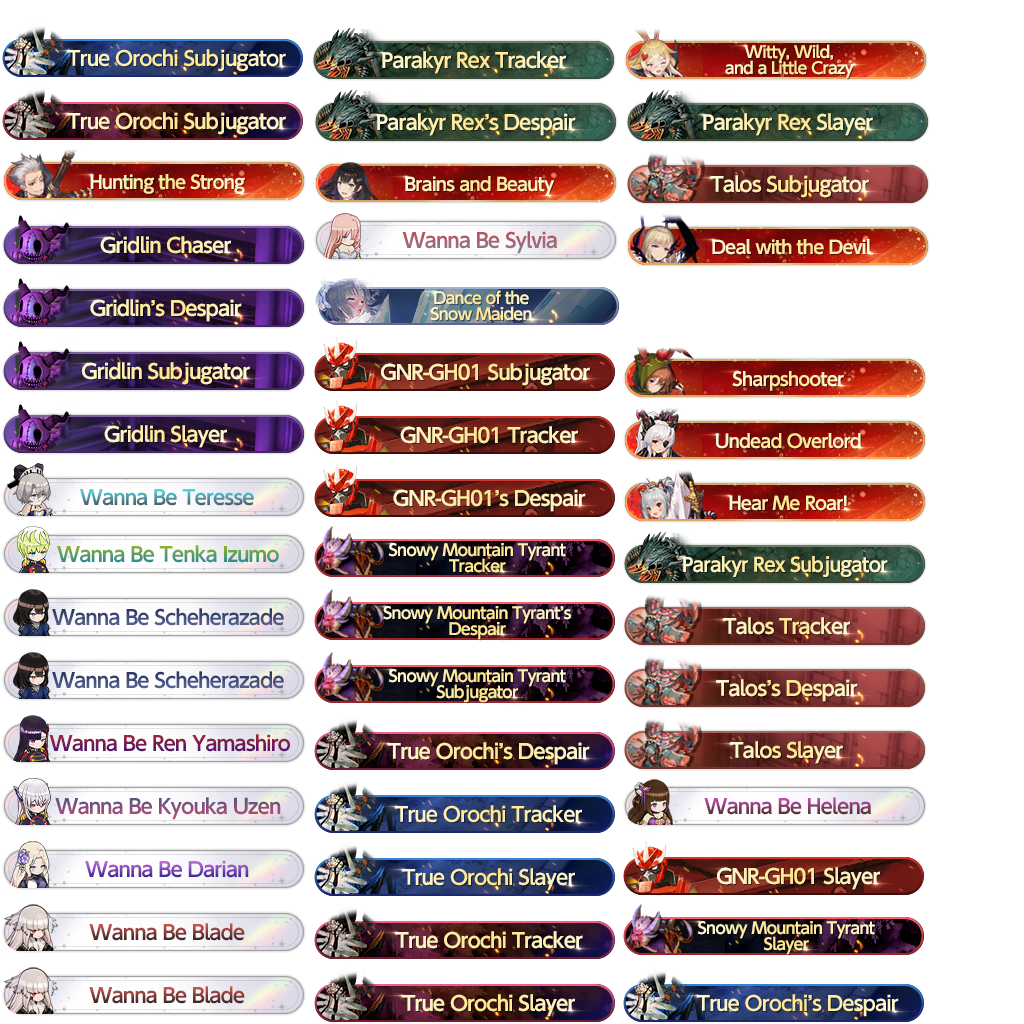 True Orochi Subjugator
True Orochi Subjugator
Hunting the Strong
Gridlin Chaser
Gridlin's Despair
Gridlin Subjugator
Gridlin Slayer
Wanna Be Teresse
Wanna Be Tenka Izumo
Wanna Be Scheherazade
Wanna Be Scheherazade
Wanna Be Ren Yamashiro
Wanna Be Kyouka Uzen
Wanna Be Darian
Wanna Be Blade
Wanna Be Blade
Parakyr Rex Tracker
Parakyr Rex's Despair
Brains and Beauty
Wanna Be Sylvia
Dance of the
Snow Maiden
GNR-GH01 Subjugator
GNR-GH01 Tracker
GNR-GH01's Despair
Snowy Mountain Tyrant
Tracker
Snowy Mountain Tyrant's
Despair
Snowy Mountain Tyrant
Subjugator
True Orochi's Despair
True Orochi Tracker
True Orochi Slayer
True Orochi Tracker
True Orochi Slayer
Witty, Wild,
and a Little Crazy
Parakyr Rex Slayer
Talos Subjugator
Deal with the Devil
Sharpshooter
Undead Overlord
Hear Me Roar!
Parakyr Rex Subjugator
Talos Tracker
Talos's Despair
Talos Slayer
Wanna Be Helena
GNR-GH01 Slayer
Snowy Mountain Tyrant
Slayer
True Orochi's Despair